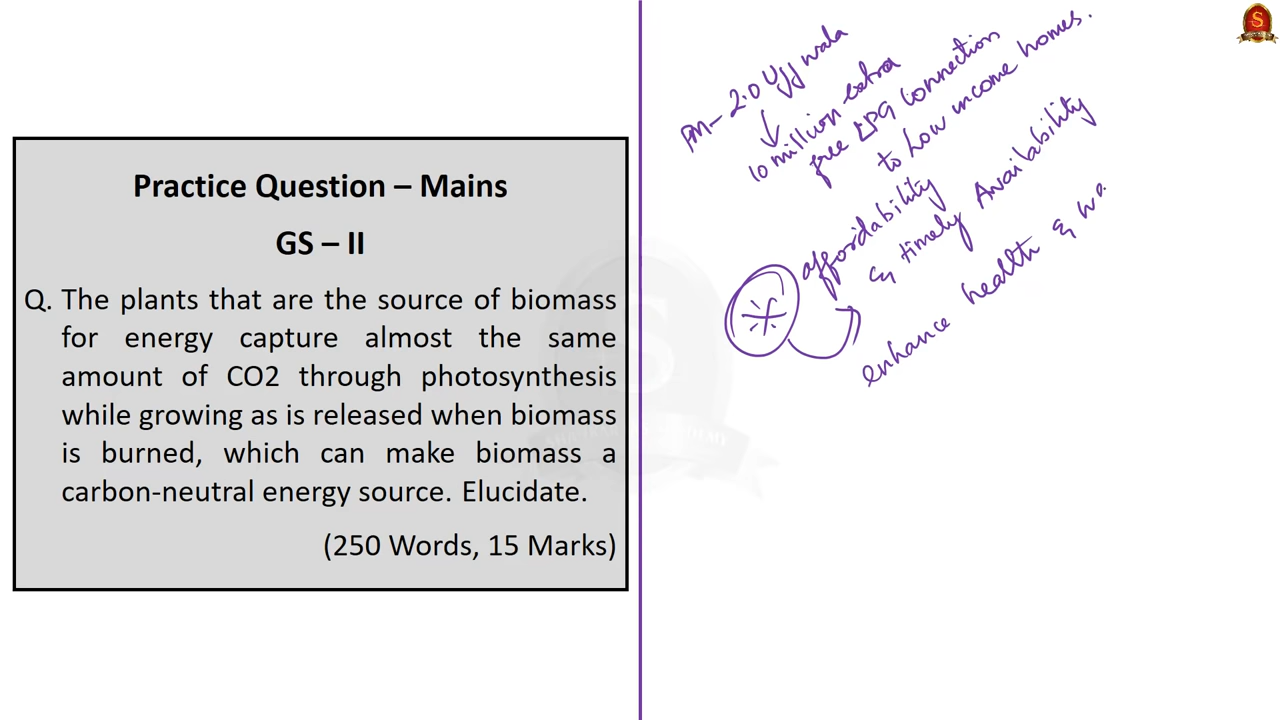 Practice Question – Mains
GS – II
Q. The plants that are the source of biomass
for energy capture almost the same
amount of CO2 through photosynthesis
while growing as is released when biomass
is burned, which can make biomass a
carbon-neutral energy source. Elucidate.
(250 Words, 15 Marks)
PM- 2.0 Ujjwala
10 million extra
free LPG connection
to low income homes.
affordability
& timely Availability
enhance health &
S